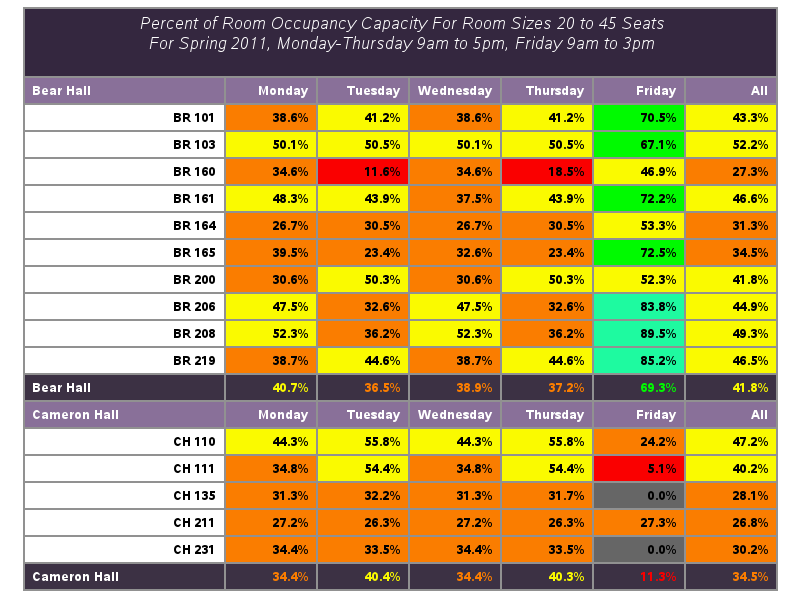 Percent of Room Occupancy Capacity For Room Sizes 20 to 45 Seats
For Spring 2011, Monday-Thursday 9am to 5pm, Friday 9am to 3pm
Bear Hall Monday Tuesday Wednesday Thursday Friday All
BR 101 38.6% 41.2% 38.6% 41.2% 70.5% 43.3%
BR 103 50.1% 50.5% 50.1% 50.5% 67.1% 52.2%
BR 160 34.6% 11.6% 34.6% 18.5% 46.9% 27.3%
BR 161 48.3% 43.9% 37.5% 43.9% 72.2% 46.6%
BR 164 26.7% 30.5% 26.7% 30.5% 53.3% 31.3%
BR 165 39.5% 23.4% 32.6% 23.4% 72.5% 34.5%
BR 200 30.6% 50.3% 30.6% 50.3% 52.3% 41.8%
BR 206 47.5% 32.6% 47.5% 32.6% 83.8% 44.9%
BR 208 52.3% 36.2% 52.3% 36.2% 89.5% 49.3%
BR 219 38.7% 44.6% 38.7% 44.6% 85.2% 46.5%
Bear Hall 40.7% 36.5% 38.9% 37.2% 69.3% 41.8%
Cameron Hall Monday Tuesday Wednesday Thursday Friday All
CH 110 44.3% 55.8% 44.3% 55.8% 24.2% 47.2%
CH 111 34.8% 54.4% 34.8% 54.4% 5.1% 40.2%
CH 135 31.3% 32.2% 31.3% 31.7% 0.0% 28.1%
CH 211 27.2% 26.3% 27.2% 26.3% 27.3% 26.8%
CH 231 34.4% 33.5% 34.4% 33.5% 0.0% 30.2%
Cameron Hall 34.4% 40.4% 34.4% 40.3% 11.3% 34.5%